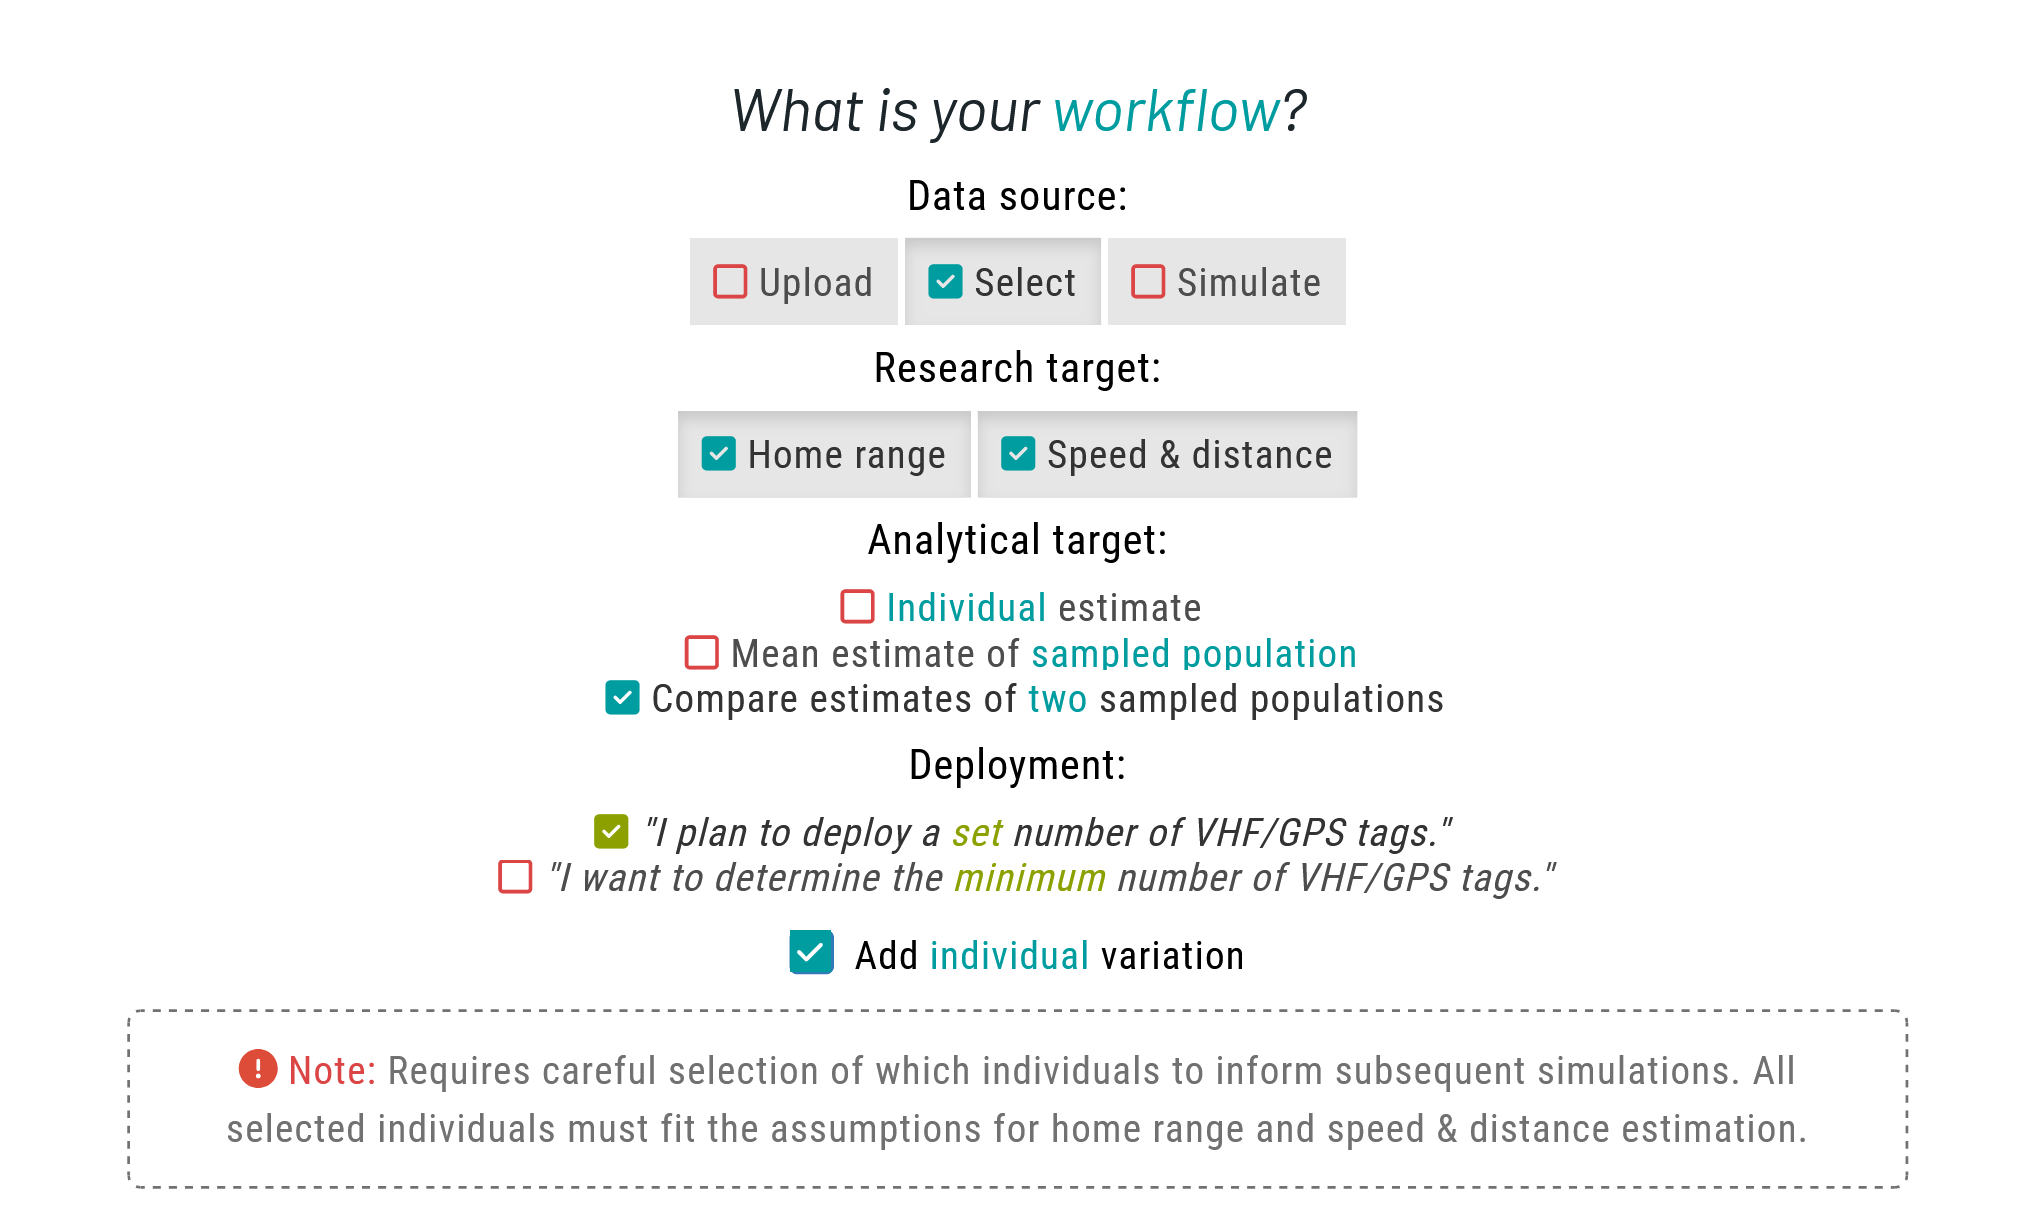 What is your workflow?
Data source:
Upload Select Simulate
Research target:
Home range Speed & distance
Analytical target:
Individual estimate
Mean estimate of sampled population
Compare estimates of two sampled populations
Deployment:
"I plan to deploy a set number of VHF/GPS tags."
"I want to determine the minimum number of VHF/GPS tags."
Add individual variation
Note: Requires careful selection of which individuals to inform subsequent simulations. All
selected individuals must fit the assumptions for home range and speed & distance estimation.